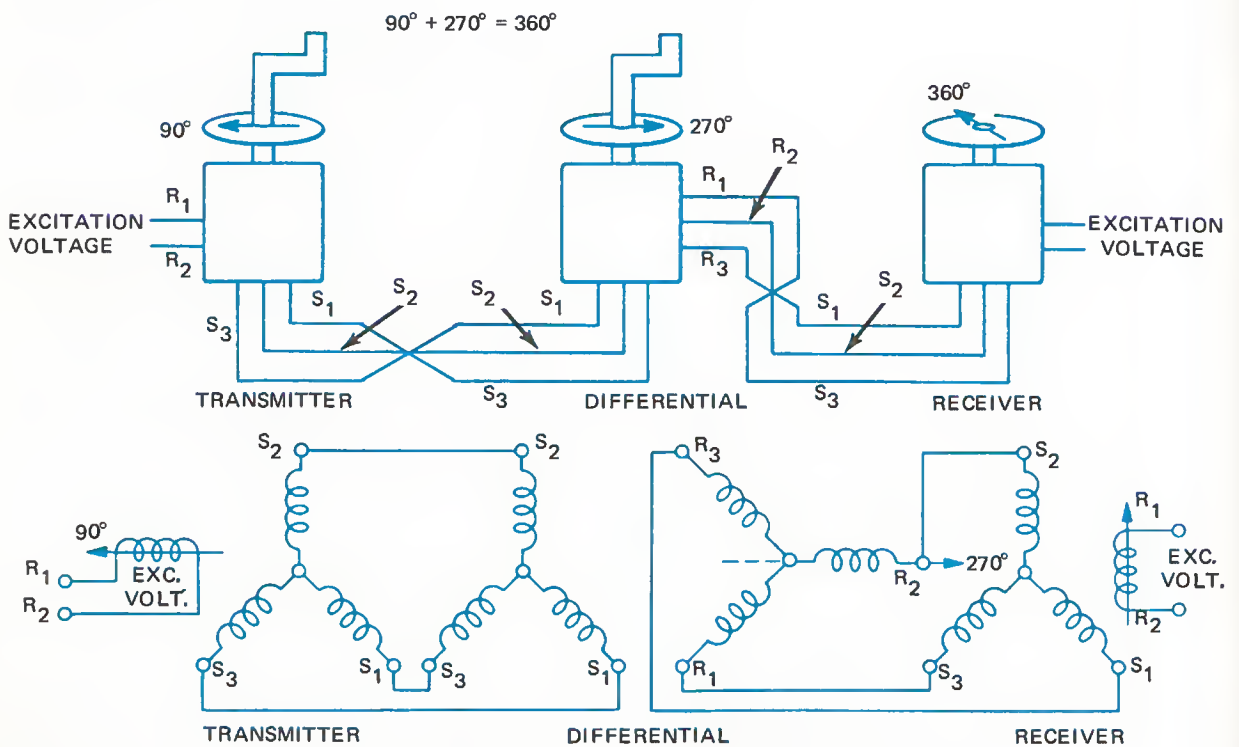 90° + 270° = 360°
90°
270°
360°
R2
R1
R1
EXCITATION
VOLTAGE
R2
R3
EXCITATION
VOLTAGE
S1
S2
S2
S1
S3
S1
S2
S3
S3
TRANSMITTER
DIFFERENTIAL
RECEIVER
S2
S2
R3
S2
90°
R1
R2
EXC.
VOLT.
R2
270°
R1
EXC.
VOLT.
R2
S3
S1
S3
S1
R1
S3
S1
TRANSMITTER
DIFFERENTIAL
RECEIVER